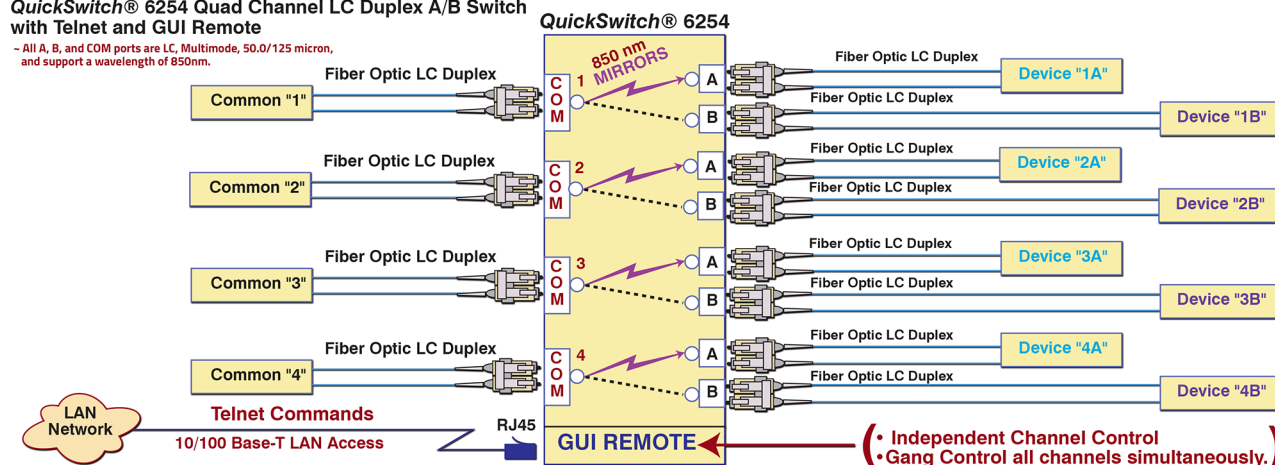 QuickSwitch® 6254 Quad Channel LC Duplex A/B Switch
with Telnet and GUI Remote
~ All A, B, and COM ports are LC, Multimode, 50.0/125 micron,
and support a wavelength of 850nm.
QuickSwitch® 6254
850 nm
MIRRORS
Fiber Optic LC Duplex
Common "1"
COM
1
A
B
Fiber Optic LC Duplex
Device "1A"
Fiber Optic LC Duplex
Device "1B"
Fiber Optic LC Duplex
Common "2"
COM
2
A
B
Fiber Optic LC Duplex
Device "2A"
Fiber Optic LC Duplex
Device "2B"
Fiber Optic LC Duplex
Common "3"
COM
3
A
B
Fiber Optic LC Duplex
Device "3A"
Fiber Optic LC Duplex
Device "3B"
Fiber Optic LC Duplex
Common "4"
COM
4
A
B
Fiber Optic LC Duplex
Device "4A"
Fiber Optic LC Duplex
Device "4B"
LAN
Network
Telnet Commands
10/100 Base-T LAN Access
RJ45
GUI REMOTE
(• Independent Channel Control
• Gang Control all channels simultaneously.)